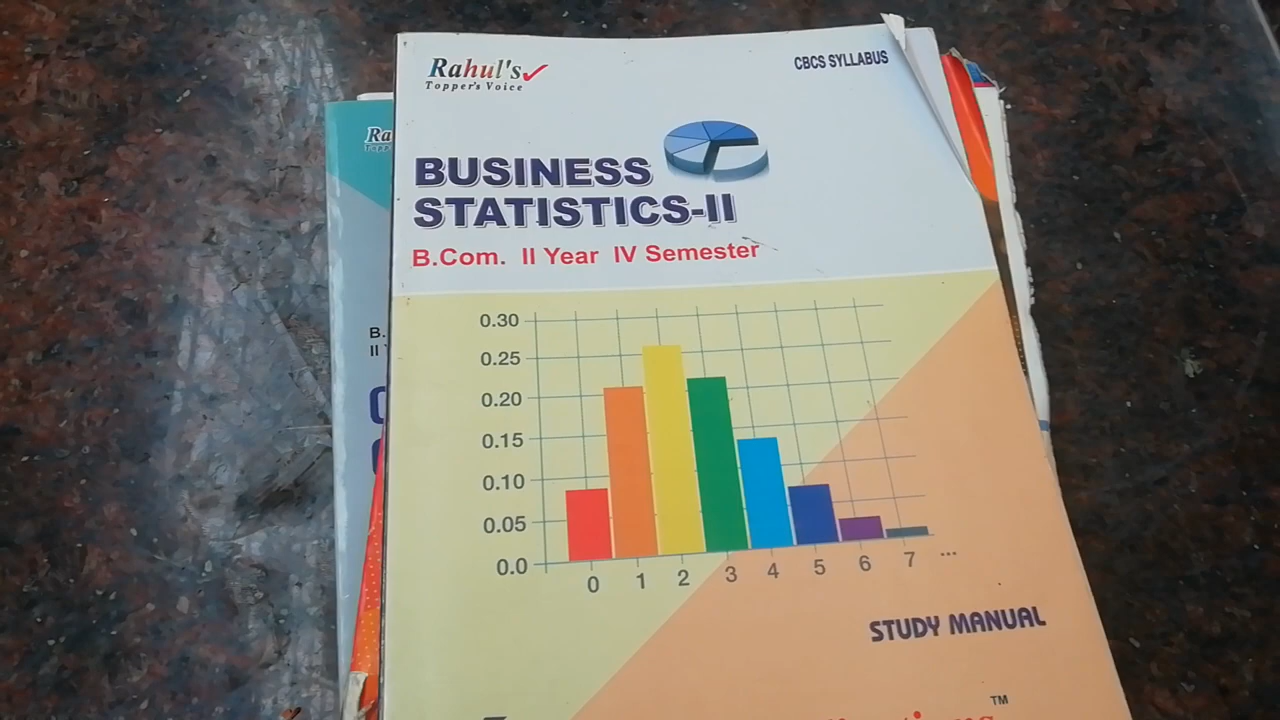 Rahul's
Topper's Voice
CBCS SYLLABUS
BUSINESS
STATISTICS-II
B.Com. II Year IV Semester
0.30
0.25
0.20
0.15
0.10
0.05
0.0
0 1 2 3 4 5 6 7 ...
STUDY MANUAL
TM
Ra
B.
II